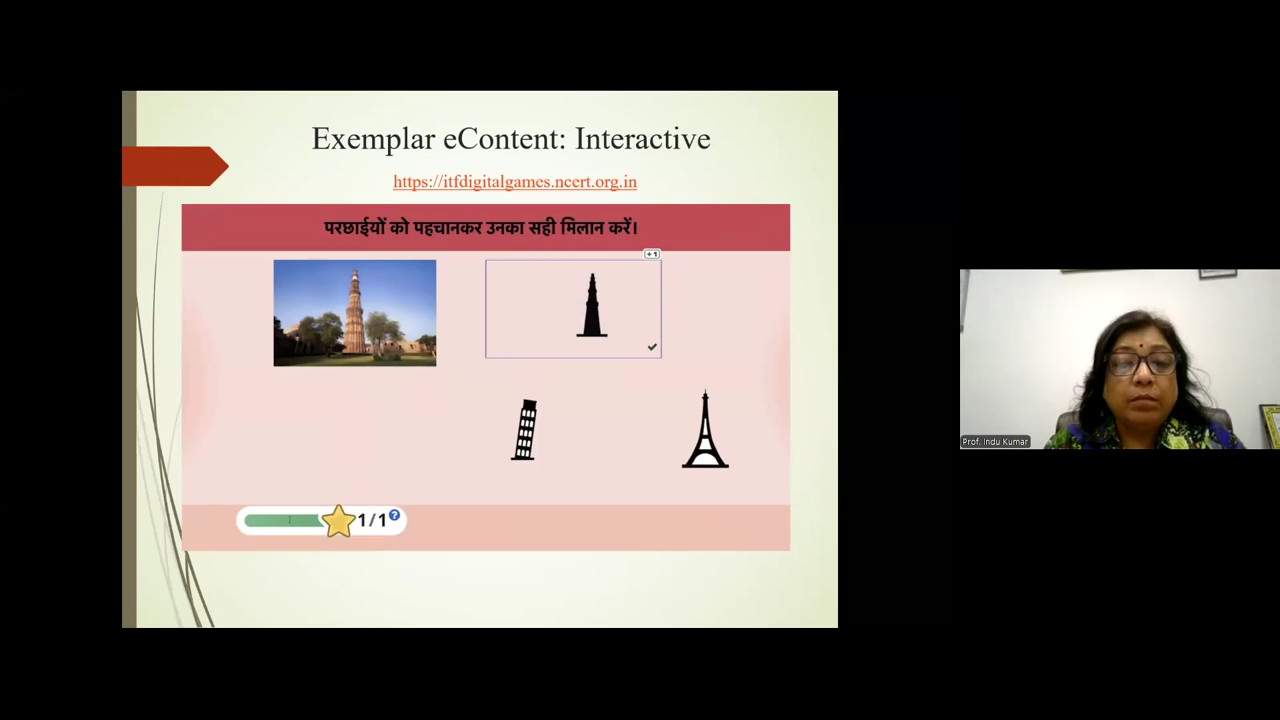 Exemplar eContent: Interactive
https://itfdigitalgames.ncert.org.in
परछाईयों को पहचानकर उनका सही मिलान करें।
+1
1/1 ?
Prof. Indu Kumar